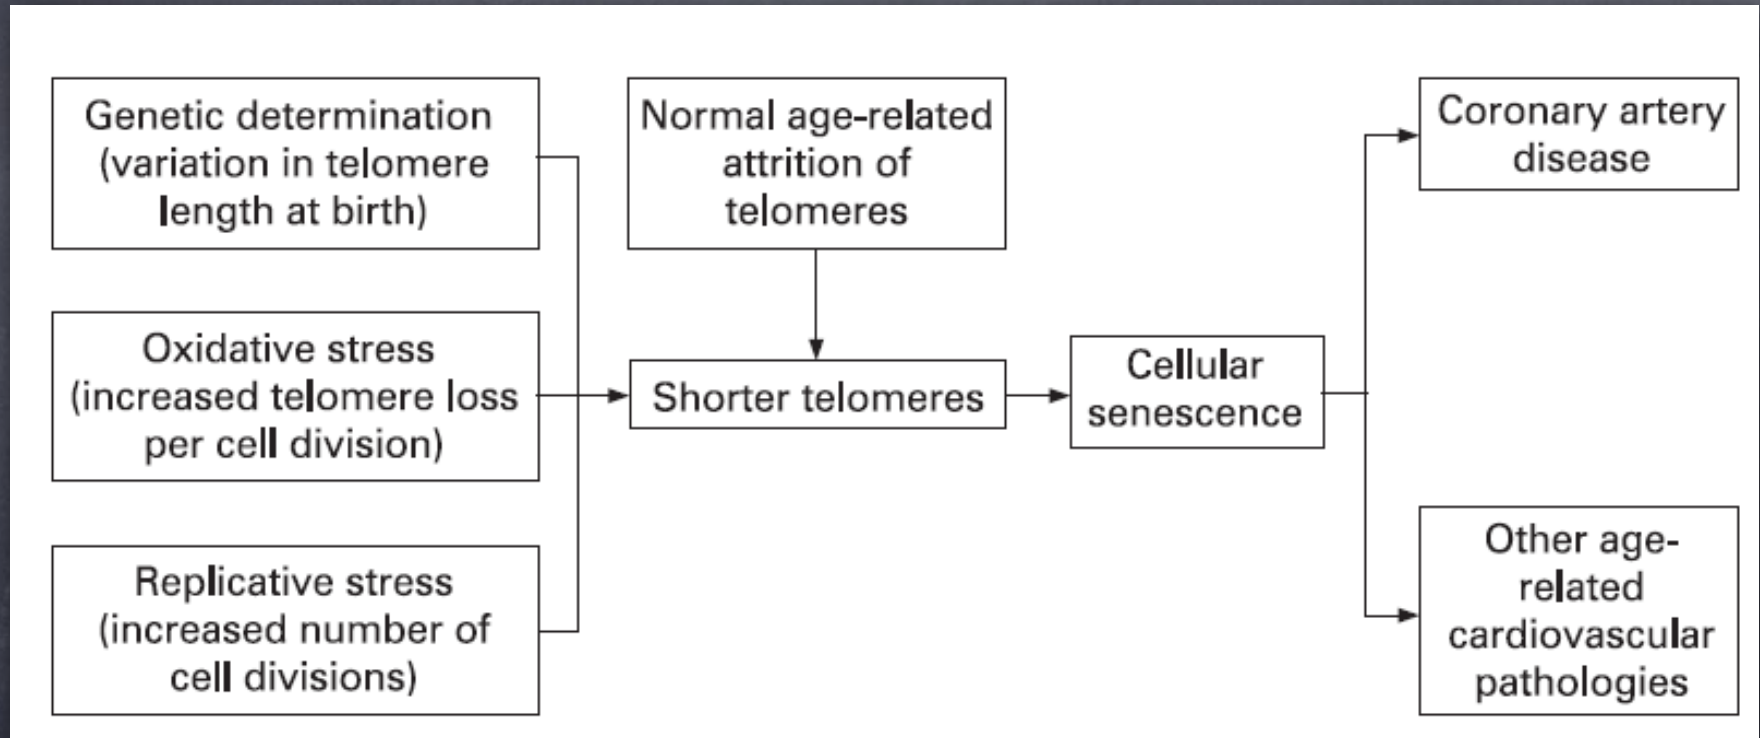 Genetic determination
(variation in telomere
length at birth)
Normal age-related
attrition of
telomeres
Coronary artery
disease
Oxidative stress
(increased telomere loss
per cell division)
Shorter telomeres
Cellular
senescence
Replicative stress
(increased number of
cell divisions)
Other age-
related
cardiovascular
pathologies